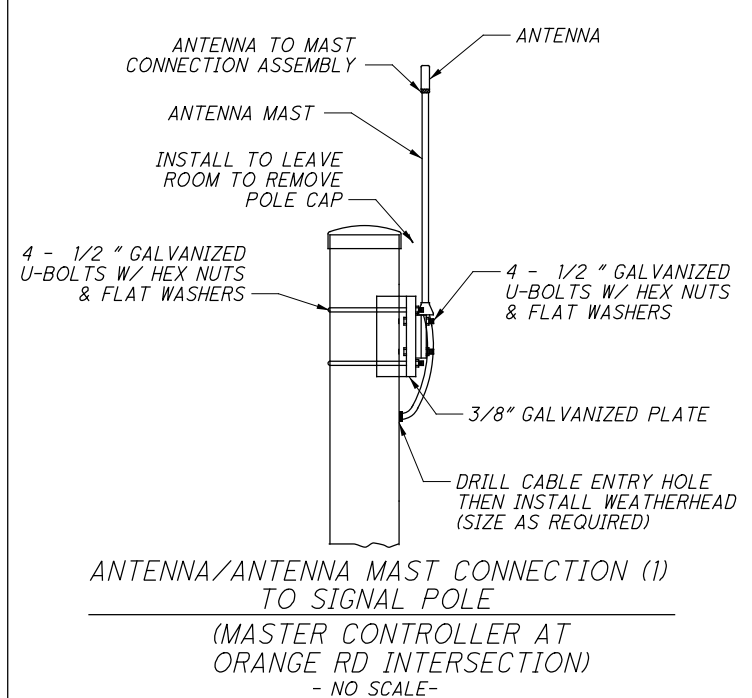 ANTENNA TO MAST
CONNECTION ASSEMBLY
ANTENNA
ANTENNA MAST
INSTALL TO LEAVE
ROOM TO REMOVE
POLE CAP
4 - 1/2 " GALVANIZED
U-BOLTS W/ HEX NUTS
& FLAT WASHERS
4 - 1/2 " GALVANIZED
U-BOLTS W/ HEX NUTS
& FLAT WASHERS
3/8" GALVANIZED PLATE
DRILL CABLE ENTRY HOLE
THEN INSTALL WEATHERHEAD
(SIZE AS REQUIRED)
ANTENNA/ANTENNA MAST CONNECTION (1)
TO SIGNAL POLE
(MASTER CONTROLLER AT
ORANGE RD INTERSECTION)
- NO SCALE-